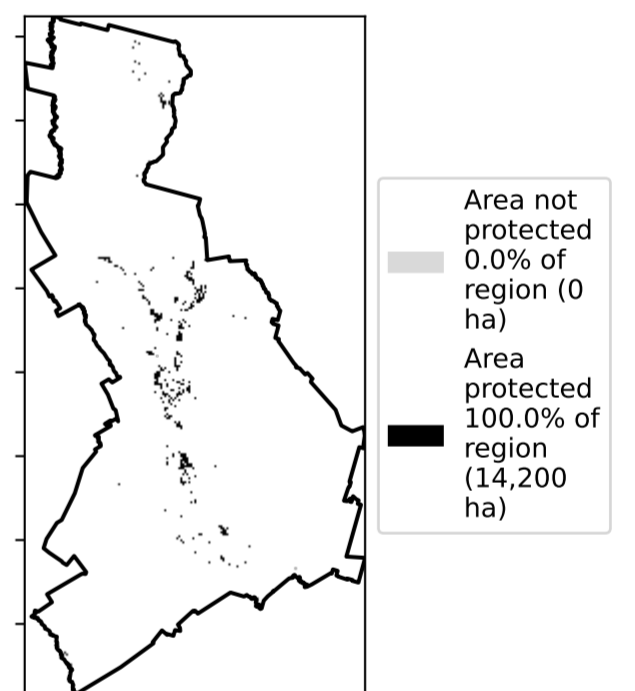 Area not
protected
0.0% of
region (0
ha)
Area
protected
100.0% of
region
(14,200
ha)